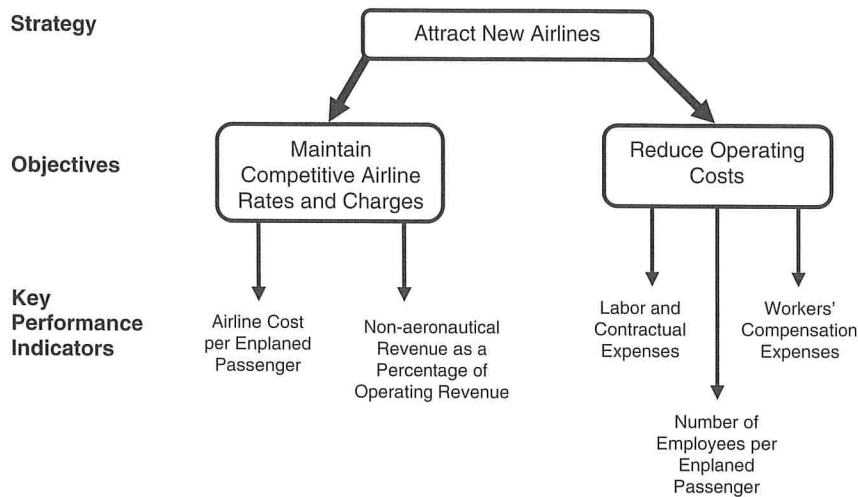 Strategy
Attract New Airlines
Objectives
Maintain
Competitive Airline
Rates and Charges
Reduce Operating
Costs
Key
Performance
Indicators
Airline Cost
per Enplaned
Passenger
Non-aeronautical
Revenue as a
Percentage of
Operating Revenue
Labor and
Contractual
Expenses
Number of
Employees per
Enplaned
Passenger
Workers'
Compensation
Expenses